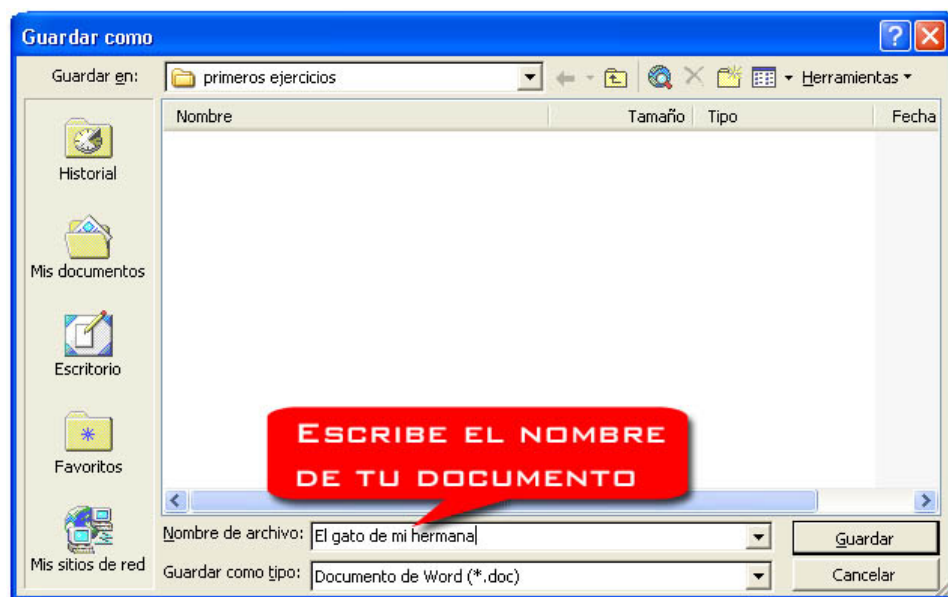 Guardar como
Guardar en: primeros ejercicios Herramientas
Nombre Tamaño Tipo Fecha
Historial
Mis documentos
Escritorio
Favoritos
Mis sitios de red
ESCRIBE EL NOMBRE
DE TU DOCUMENTO
Nombre de archivo: El gato de mi hermana Guardar
Guardar como tipo: Documento de Word (*.doc) Cancelar